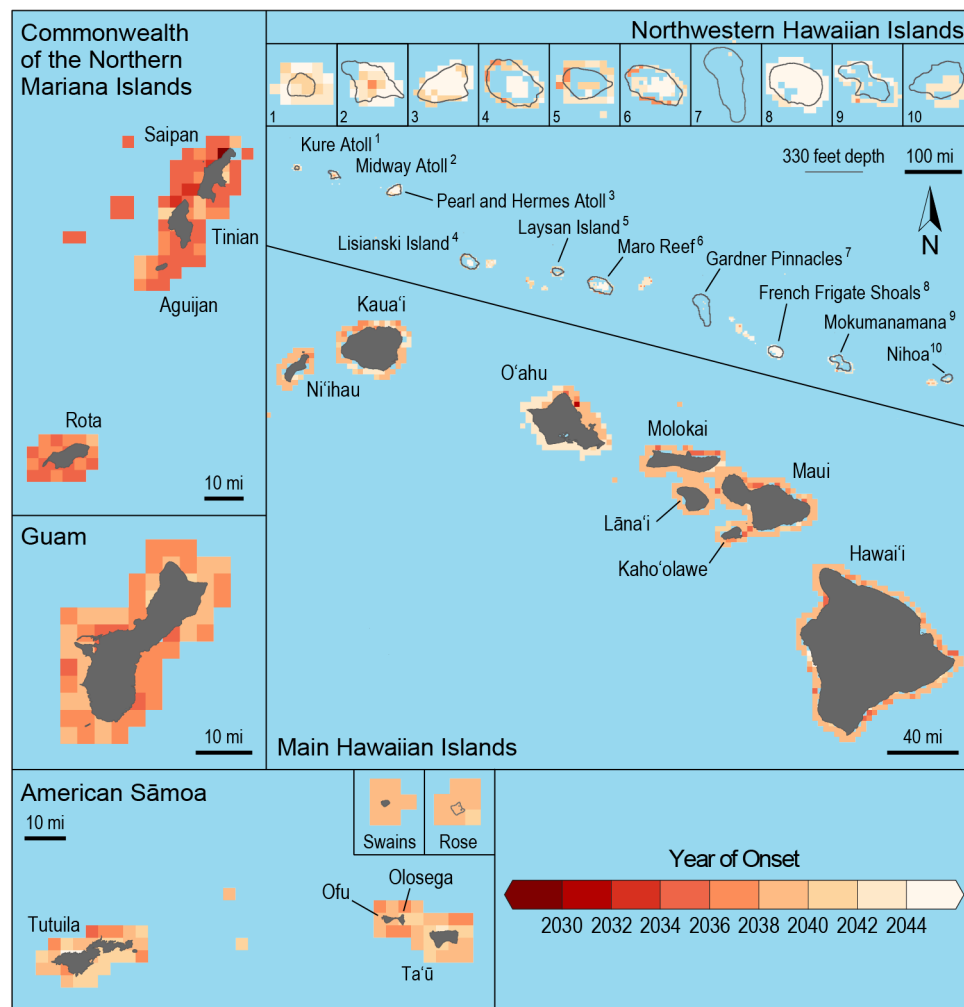 Commonwealth
of the Northern
Mariana Islands
Saipan
Tinian
Aguijan
Rota
10 mi
Guam
10 mi
Northwestern Hawaiian Islands
1 2 3 4 5 6 7 8 9 10
Kure Atoll 1
Midway Atoll 2
Pearl and Hermes Atoll 3
Lisianski Island 4
Laysan Island 5
Maro Reef 6
Gardner Pinnacles 7
French Frigate Shoals 8
Mokumanamana 9
Nihoa 10
330 feet depth
100 mi
N
Kauaʻi
Niʻihau
Oʻahu
Molokai
Maui
Lānaʻi
Kahoʻolawe
Hawaiʻi
Main Hawaiian Islands
40 mi
American Sāmoa
10 mi
Swains
Rose
Ofu
Olosega
Tutuila
Taʻū
Year of Onset
2030 2032 2034 2036 2038 2040 2042 2044